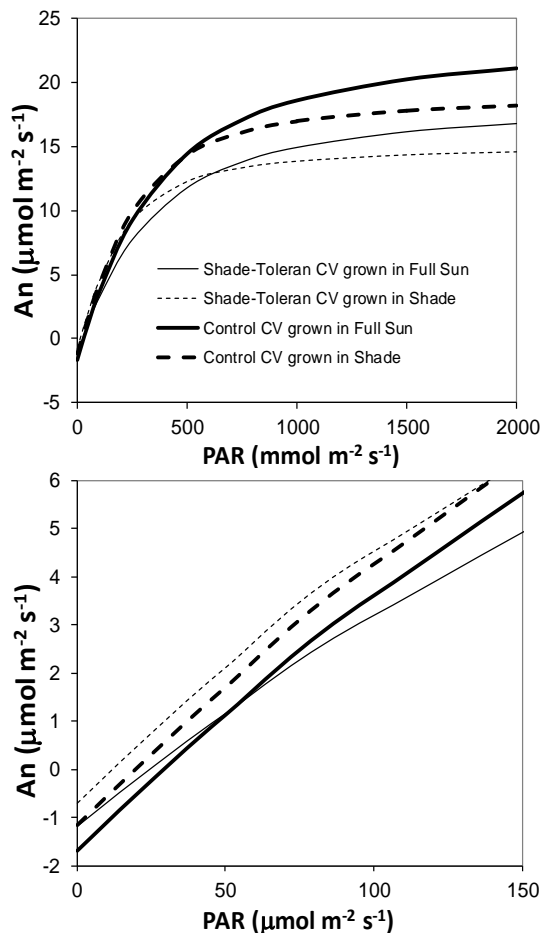 25
20
15
10
5
0
-5
An (μmol m-2 s-1)
Shade-Toleran CV grown in Full Sun
Shade-Toleran CV grown in Shade
Control CV grown in Full Sun
Control CV grown in Shade
0 500 1000 1500 2000
PAR (mmol m-2 s-1)
6
5
4
3
2
1
0
-1
-2
An (μmol m-2 s-1)
0 50 100 150
PAR (μmol m-2 s-1)